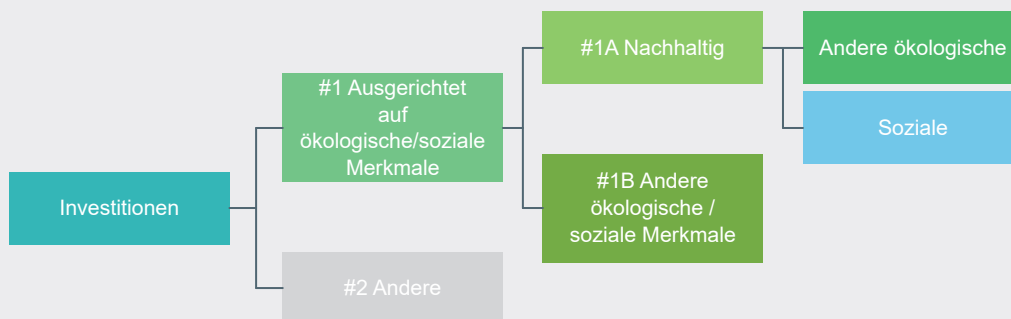 Investitionen
#1 Ausgerichtet
auf
ökologische/soziale
Merkmale
#2 Andere
#1A Nachhaltig
#1B Andere
ökologische /
soziale Merkmale
Andere ökologische
Soziale